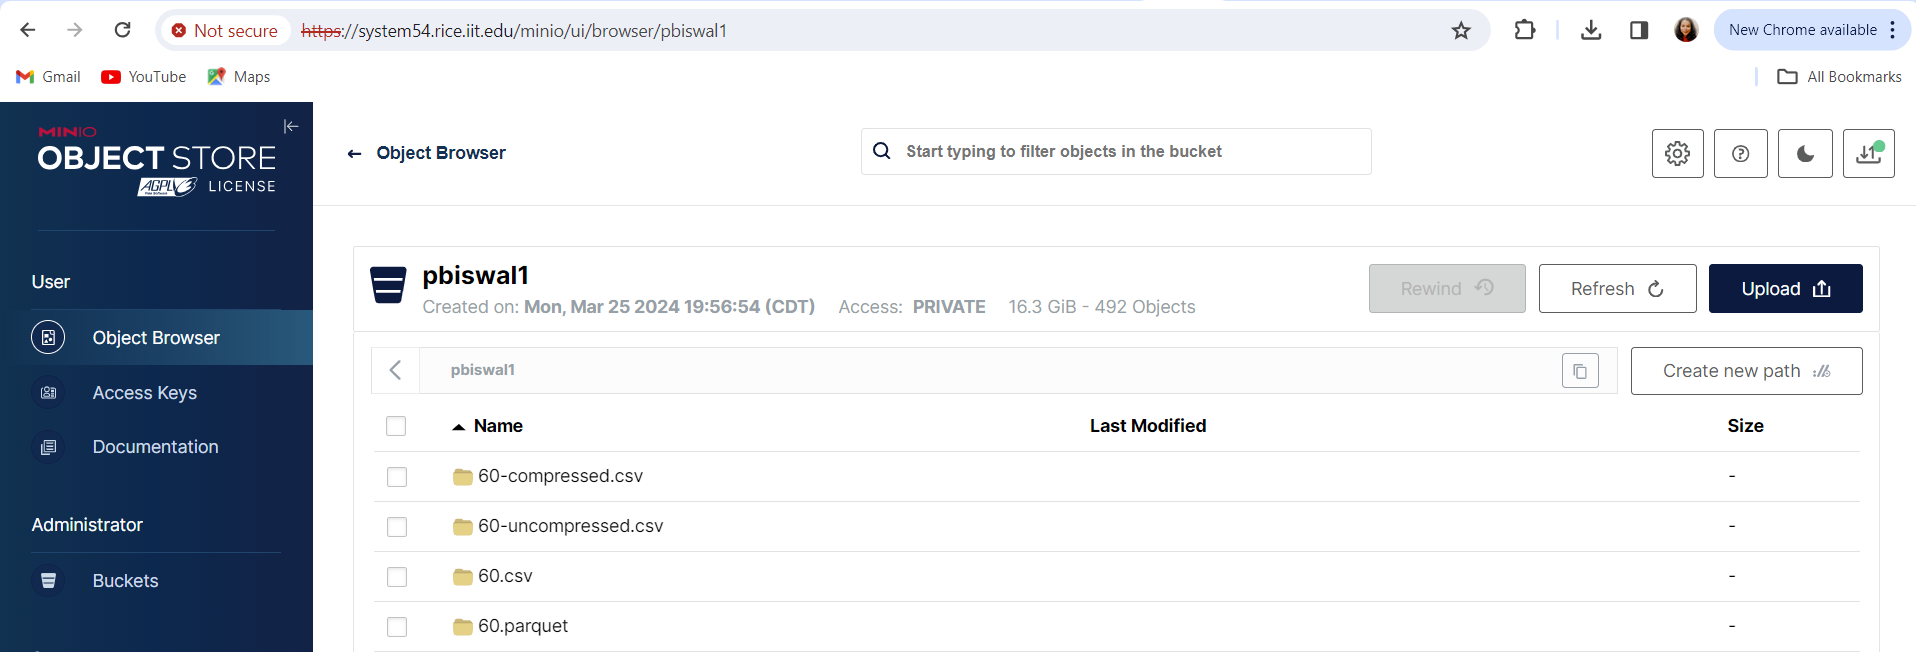 Not secure https://system54.rice.iit.edu/minio/ui/browser/pbiswal1 New Chrome available
Gmail YouTube Maps All Bookmarks
MINIO
OBJECT STORE
AGPLv3 LICENSE
Object Browser
Start typing to filter objects in the bucket
User
Object Browser
Access Keys
Documentation
Administrator
Buckets
pbiswal1
Created on: Mon, Mar 25 2024 19:56:54 (CDT) Access: PRIVATE 16.3 GiB - 492 Objects
Rewind Refresh Upload
pbiswal1 Create new path
Name Last Modified Size
60-compressed.csv -
60-uncompressed.csv -
60.csv -
60.parquet -